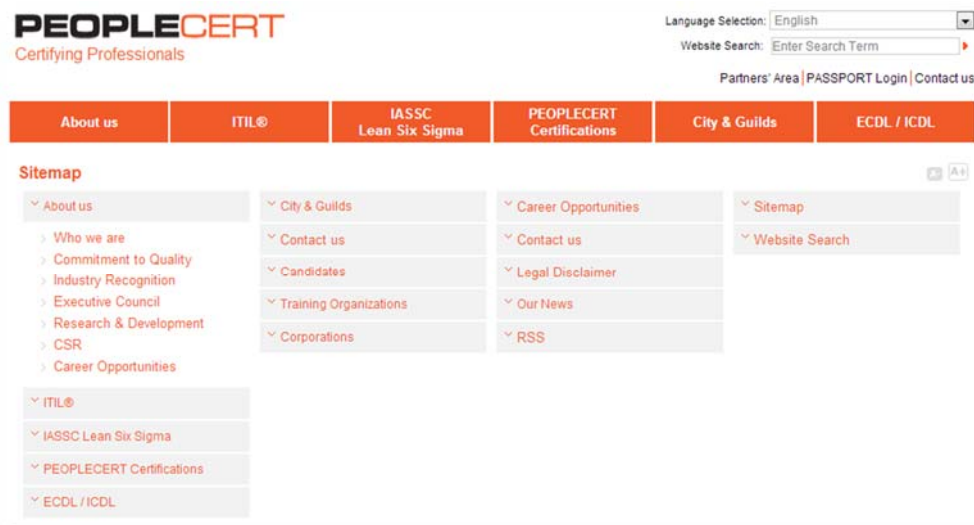 PEOPLECERT
Certifying Professionals
Language Selection: English
Website Search: Enter Search Term
Partners' Area | PASSPORT Login | Contact us
About us
ITIL®
IASSC
Lean Six Sigma
PEOPLECERT
Certifications
City & Guilds
ECDL / ICDL
Sitemap
A+
About us
Who we are
Commitment to Quality
Industry Recognition
Executive Council
Research & Development
CSR
Career Opportunities
ITIL®
IASSC Lean Six Sigma
PEOPLECERT Certifications
ECDL / ICDL
City & Guilds
Contact us
Candidates
Training Organizations
Corporations
Career Opportunities
Contact us
Legal Disclaimer
Our News
RSS
Sitemap
Website Search